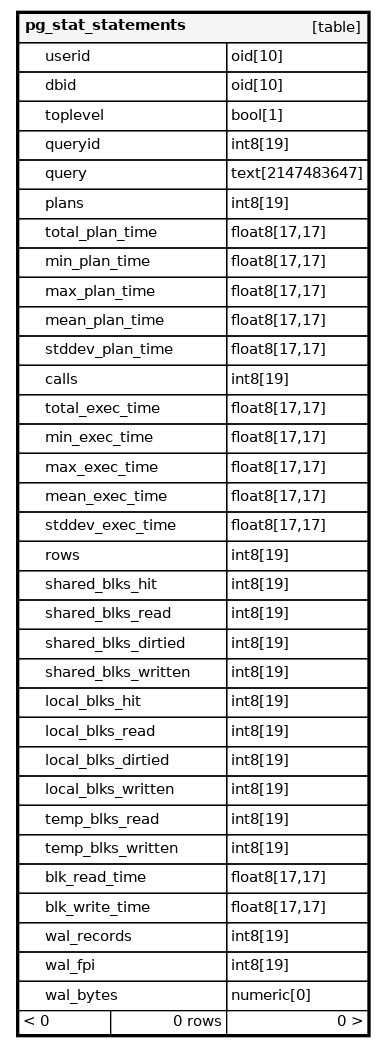 pg_stat_statements [table]
userid oid[10]
dbid oid[10]
toplevel bool[1]
queryid int8[19]
query text[2147483647]
plans int8[19]
total_plan_time float8[17,17]
min_plan_time float8[17,17]
max_plan_time float8[17,17]
mean_plan_time float8[17,17]
stddev_plan_time float8[17,17]
calls int8[19]
total_exec_time float8[17,17]
min_exec_time float8[17,17]
max_exec_time float8[17,17]
mean_exec_time float8[17,17]
stddev_exec_time float8[17,17]
rows int8[19]
shared_blks_hit int8[19]
shared_blks_read int8[19]
shared_blks_dirtied int8[19]
shared_blks_written int8[19]
local_blks_hit int8[19]
local_blks_read int8[19]
local_blks_dirtied int8[19]
local_blks_written int8[19]
temp_blks_read int8[19]
temp_blks_written int8[19]
blk_read_time float8[17,17]
blk_write_time float8[17,17]
wal_records int8[19]
wal_fpi int8[19]
wal_bytes numeric[0]
< 0 0 rows 0 >